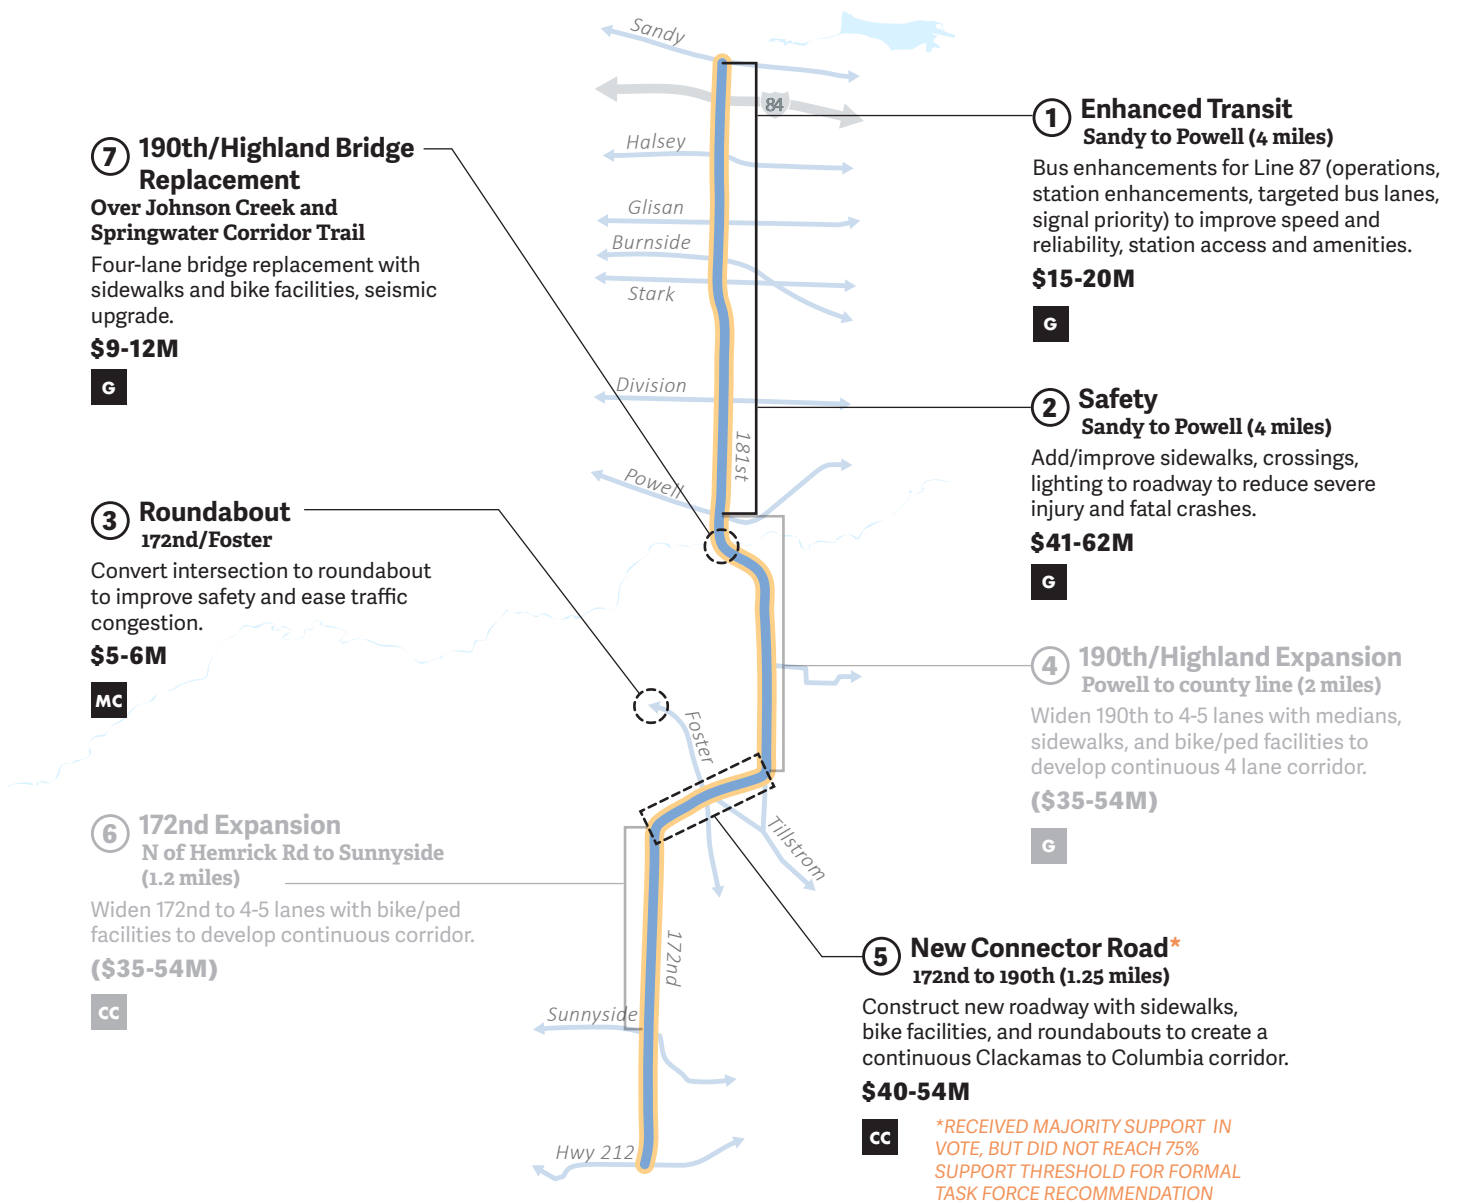 Sandy
84
Halsey
Glisan
Burnside
Stark
Division
181st
Powell
Foster
Tillstrom
172nd
Sunnyside
Hwy 212
1 Enhanced Transit
Sandy to Powell (4 miles)
Bus enhancements for Line 87 (operations,
station enhancements, targeted bus lanes,
signal priority) to improve speed and
reliability, station access and amenities.
$15-20M
G
2 Safety
Sandy to Powell (4 miles)
Add/improve sidewalks, crossings,
lighting to roadway to reduce severe
injury and fatal crashes.
$41-62M
G
7 190th/Highland Bridge
Replacement
Over Johnson Creek and
Springwater Corridor Trail
Four-lane bridge replacement with
sidewalks and bike facilities, seismic
upgrade.
$9-12M
G
3 Roundabout
172nd/Foster
Convert intersection to roundabout
to improve safety and ease traffic
congestion.
$5-6M
MC
4 190th/Highland Expansion
Powell to county line (2 miles)
Widen 190th to 4-5 lanes with medians,
sidewalks, and bike/ped facilities to
develop continuous 4 lane corridor.
($35-54M)
G
6 172nd Expansion
N of Hemrick Rd to Sunnyside
(1.2 miles)
Widen 172nd to 4-5 lanes with bike/ped
facilities to develop continuous corridor.
($35-54M)
CC
5 New Connector Road*
172nd to 190th (1.25 miles)
Construct new roadway with sidewalks,
bike facilities, and roundabouts to create a
continuous Clackamas to Columbia corridor.
$40-54M
CC
*RECEIVED MAJORITY SUPPORT IN
VOTE, BUT DID NOT REACH 75%
SUPPORT THRESHOLD FOR FORMAL
TASK FORCE RECOMMENDATION